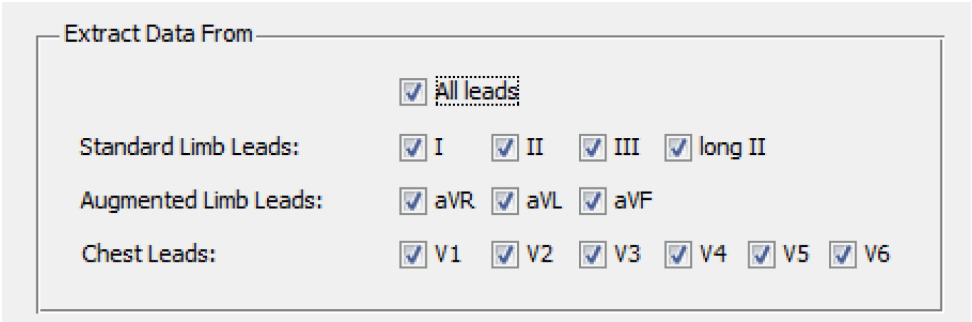 Extract Data From
All leads
Standard Limb Leads: I II III long II
Augmented Limb Leads: aVR aVL aVF
Chest Leads: V1 V2 V3 V4 V5 V6